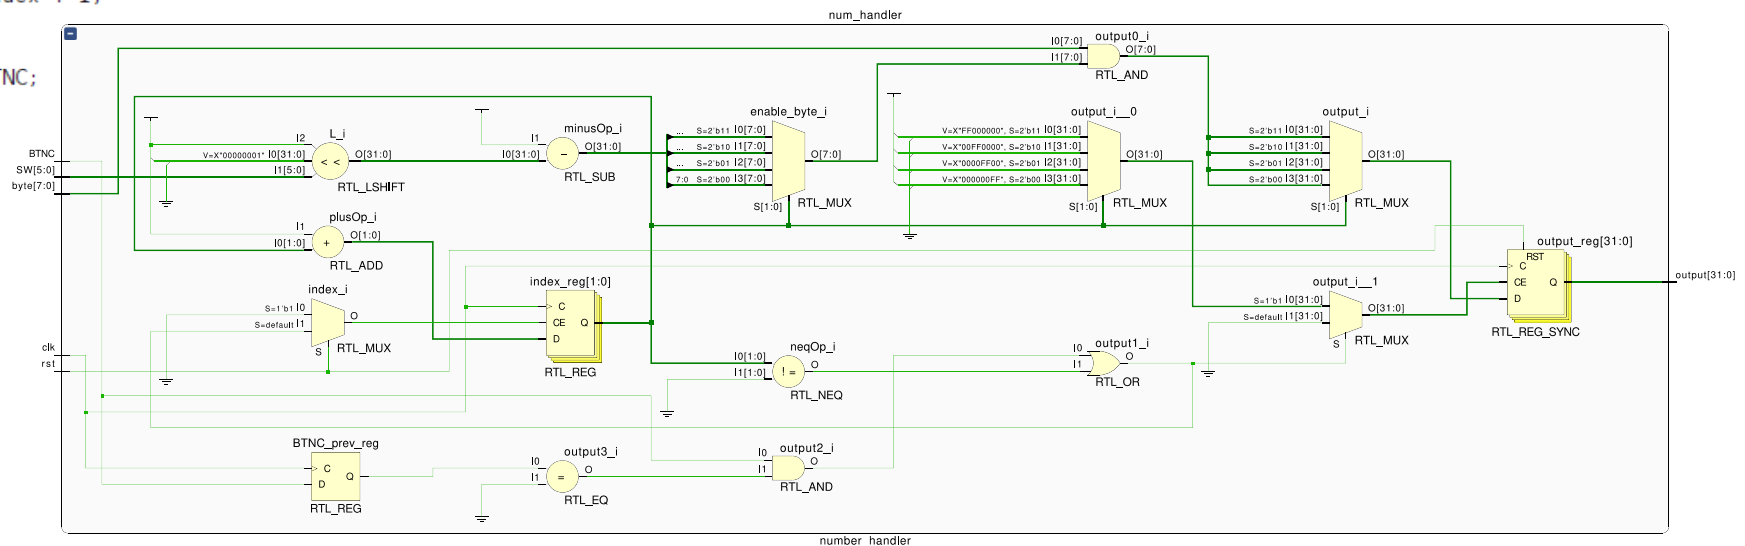 num_handler
TNC;
output0_i
I0[7:0]
I1[7:0]
O[7:0]
RTL_AND
L_i
I2
V=X"00000001" I0[31:0]
I1[5:0]
O[31:0]
<<
RTL_LSHIFT
minusOp_i
I1
I0[31:0]
-
O[31:0]
RTL_SUB
enable_byte_i
... S=2'b11 I0[7:0]
... S=2'b10 I1[7:0]
... S=2'b01 I2[7:0]
7:0 S=2'b00 I3[7:0]
O[7:0]
S[1:0]
RTL_MUX
output_i__0
V=X"FF000000", S=2'b11 I0[31:0]
V=X"00FF0000", S=2'b10 I1[31:0]
V=X"0000FF00", S=2'b01 I2[31:0]
V=X"000000FF", S=2'b00 I3[31:0]
O[31:0]
S[1:0]
RTL_MUX
output_i
S=2'b11 I0[31:0]
S=2'b10 I1[31:0]
S=2'b01 I2[31:0]
S=2'b00 I3[31:0]
O[31:0]
S[1:0]
RTL_MUX
BTNC
SW[5:0]
byte[7:0]
plusOp_i
I1
I0[1:0]
+
O[1:0]
RTL_ADD
index_i
S=1'b1 I0
S=default I1
O
S
RTL_MUX
index_reg[1:0]
C
CE
D
Q
RTL_REG
output_reg[31:0]
RST
C
CE
D
Q
RTL_REG_SYNC
output[31:0]
output_i__1
S=1'b1 I0[31:0]
S=default I1[31:0]
O[31:0]
S
RTL_MUX
clk
rst
neqOp_i
I0[1:0]
I1[1:0]
!=
O
RTL_NEQ
output1_i
I0
I1
O
RTL_OR
BTNC_prev_reg
C
D
Q
RTL_REG
output3_i
I0
I1
=
O
RTL_EQ
output2_i
I0
I1
O
RTL_AND
number_handler